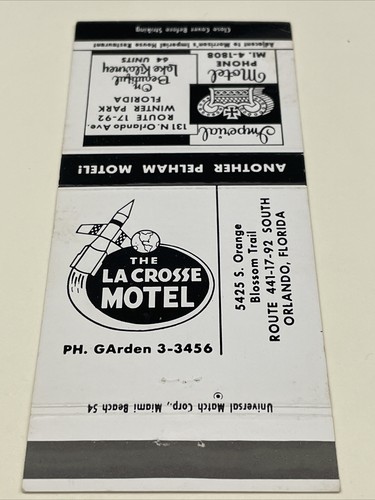 Close Cover Before Striking
Adjacent to Morrison's Imperial House Restaurant
Imperial
Motel
PHONE
MI. 4-1808
131 N. Orlando Ave.
ROUTE 17-92
WINTER PARK
FLORIDA
On
Beautiful
Lake Killarney
64 UNITS
ANOTHER PELHAM MOTEL!
THE
LA CROSSE
MOTEL
PH. GArden 3-3456
5425 S. Orange
Blossom Trail
ROUTE 441-17-92 SOUTH
ORLANDO, FLORIDA
Universal Match Corp., Miami Beach 54